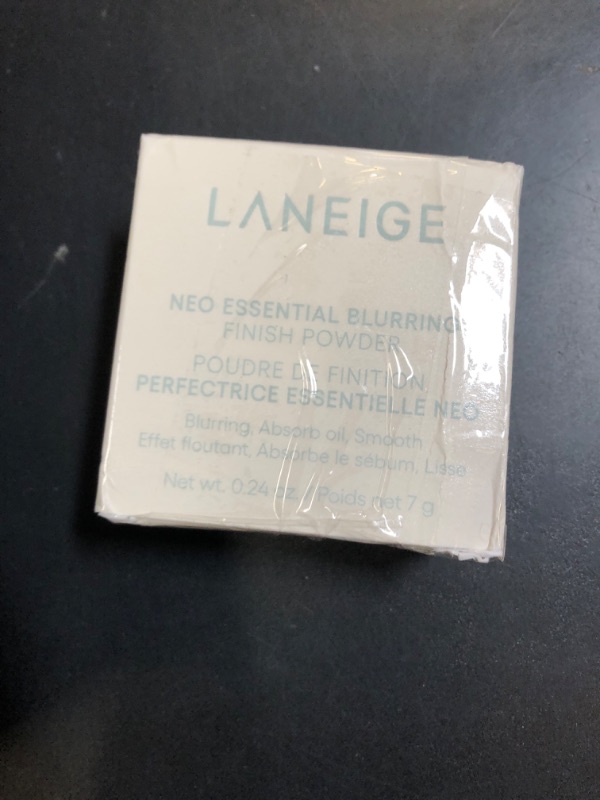 LANEIGE
NEO ESSENTIAL BLURRING
FINISH POWDER
POUDRE DE FINITION
PERFECTRICE ESSENTIELLE NEO
Blurring, Absorb oil, Smooth
Effet floutant, Absorbe le sébum, Lisse
Net wt. 0.24 oz. / Poids net 7 g